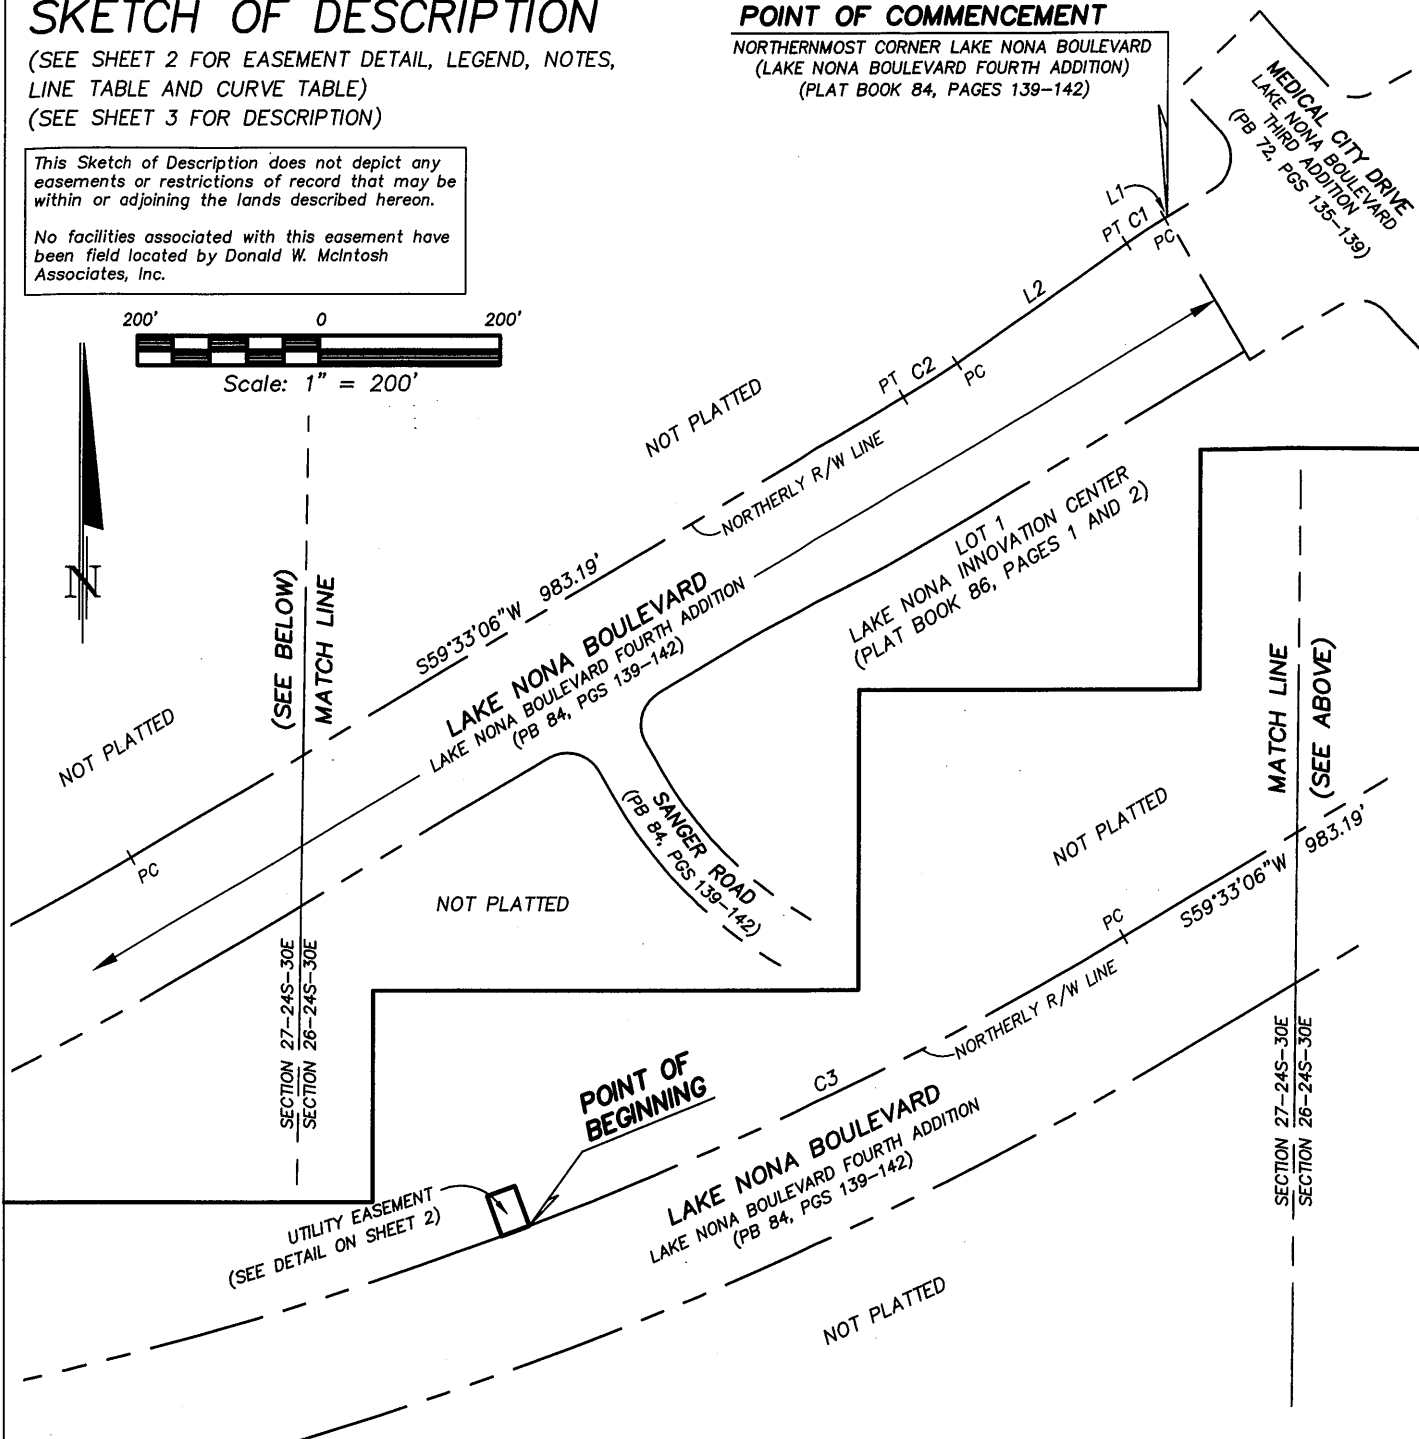 SKETCH OF DESCRIPTION
(SEE SHEET 2 FOR EASEMENT DETAIL, LEGEND, NOTES,
LINE TABLE AND CURVE TABLE)
(SEE SHEET 3 FOR DESCRIPTION)
This Sketch of Description does not depict any
easements or restrictions of record that may be
within or adjoining the lands described hereon.
No facilities associated with this easement have
been field located by Donald W. McIntosh
Associates, Inc.
200' 0 200'
Scale: 1" = 200'
N
POINT OF COMMENCEMENT
NORTHERNMOST CORNER LAKE NONA BOULEVARD
(LAKE NONA BOULEVARD FOURTH ADDITION)
(PLAT BOOK 84, PAGES 139-142)
MEDICAL CITY DRIVE
LAKE NONA BOULEVARD
THIRD ADDITION
(PB 72, PGS 135-139)
L1
PT C1
PC
L2
PT C2
PC
NOT PLATTED
NORTHERLY R/W LINE
S59°33'06"W 983.19'
LAKE NONA BOULEVARD
LAKE NONA BOULEVARD FOURTH ADDITION
(PB 84, PGS 139-142)
LOT 1
LAKE NONA INNOVATION CENTER
(PLAT BOOK 86, PAGES 1 AND 2)
(SEE BELOW)
MATCH LINE
NOT PLATTED
PC
SANGER ROAD
(PB 84, PGS 139-142)
NOT PLATTED
SECTION 27-24S-30E
SECTION 26-24S-30E
MATCH LINE
(SEE ABOVE)
NOT PLATTED
S59°33'06"W 983.19'
PC
NORTHERLY R/W LINE
C3
POINT OF
BEGINNING
LAKE NONA BOULEVARD
LAKE NONA BOULEVARD FOURTH ADDITION
(PB 84, PGS 139-142)
UTILITY EASEMENT
(SEE DETAIL ON SHEET 2)
NOT PLATTED
SECTION 27-24S-30E
SECTION 26-24S-30E